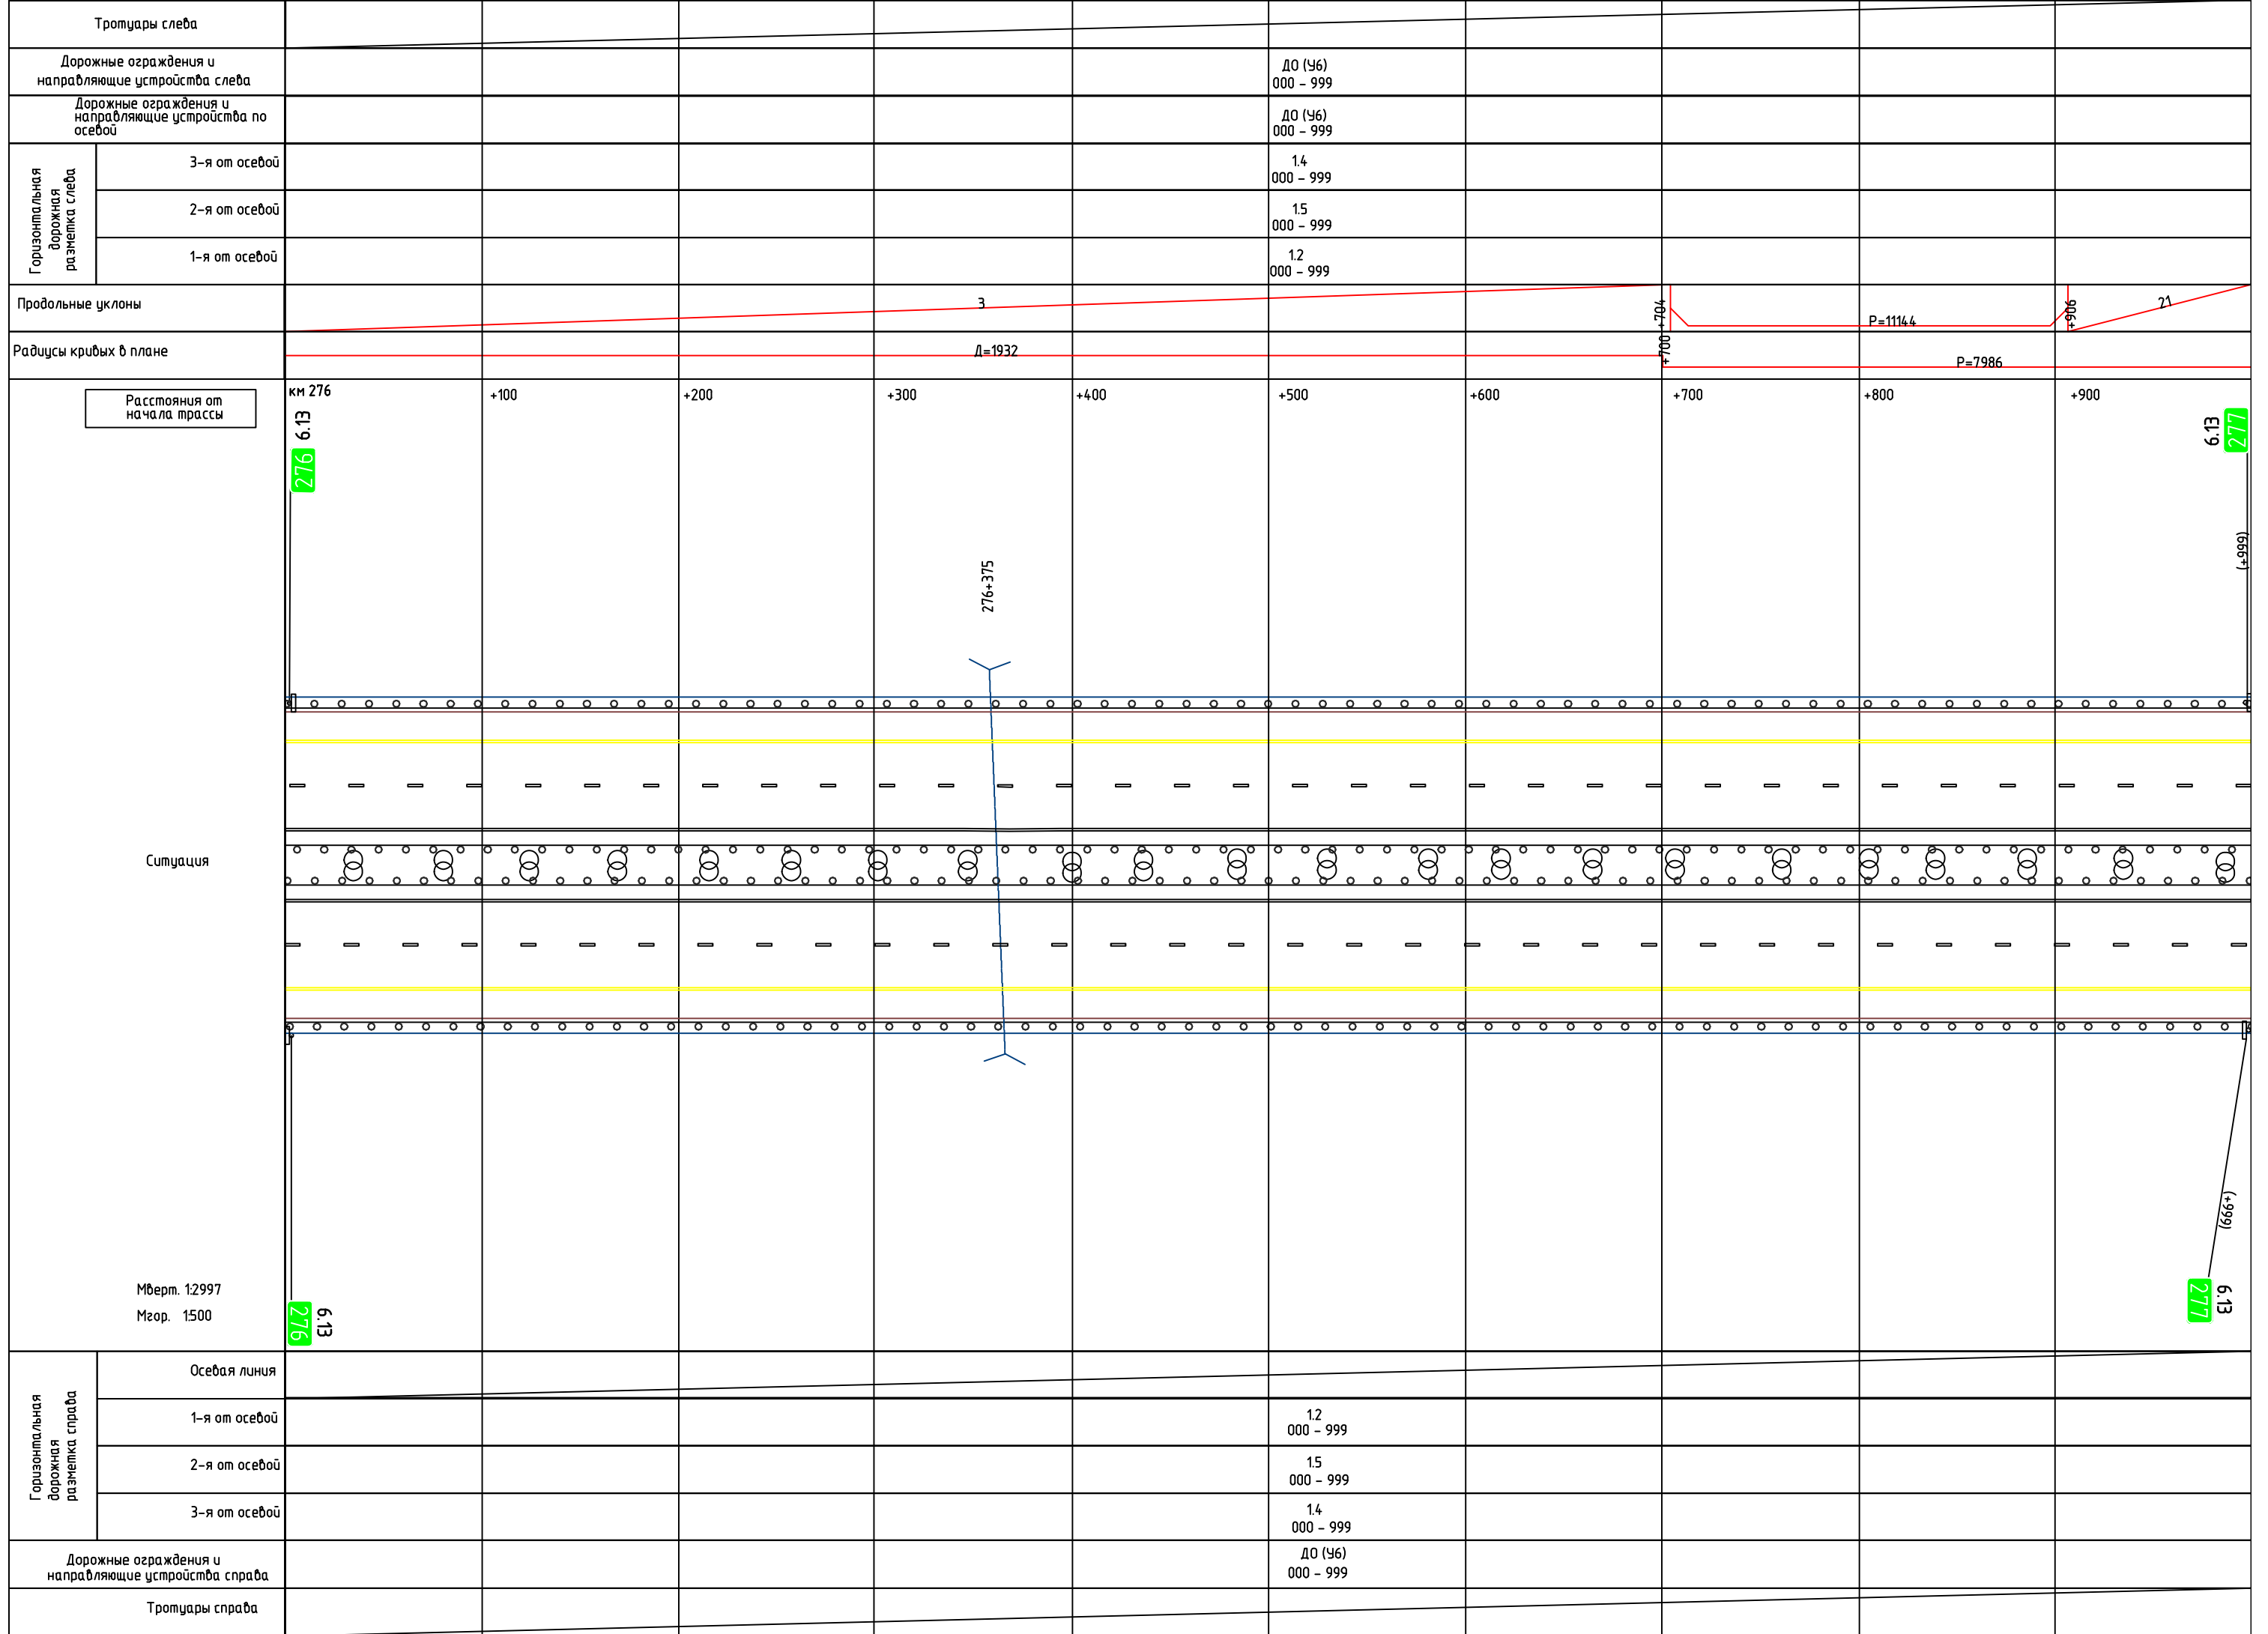 Тротуары слева
Дорожные ограждения и
направляющие устройства слева
ДО (У6)
000 - 999
Дорожные ограждения и
направляющие устройства по
осевой
ДО (У6)
000 - 999
Горизонтальная
дорожная
разметка слева
3-я от осевой
1.4
000 - 999
2-я от осевой
1.5
000 - 999
1-я от осевой
1.2
000 - 999
Продольные уклоны
3
+704
Р=11144
+906
21
Радиусы кривых в плане
Д=1932
+700
Р=7986
Расстояния от
начала трассы
км 276
+100
+200
+300
+400
+500
+600
+700
+800
+900
6.13
276
6.13
277
(+999)
276+375
Ситуация
(+999)
Мверт. 1:2997
Мгор. 1:500
276
6.13
277
6.13
Горизонтальная
дорожная
разметка справа
Осевая линия
1-я от осевой
1.2
000 - 999
2-я от осевой
1.5
000 - 999
3-я от осевой
1.4
000 - 999
Дорожные ограждения и
направляющие устройства справа
ДО (У6)
000 - 999
Тротуары справа